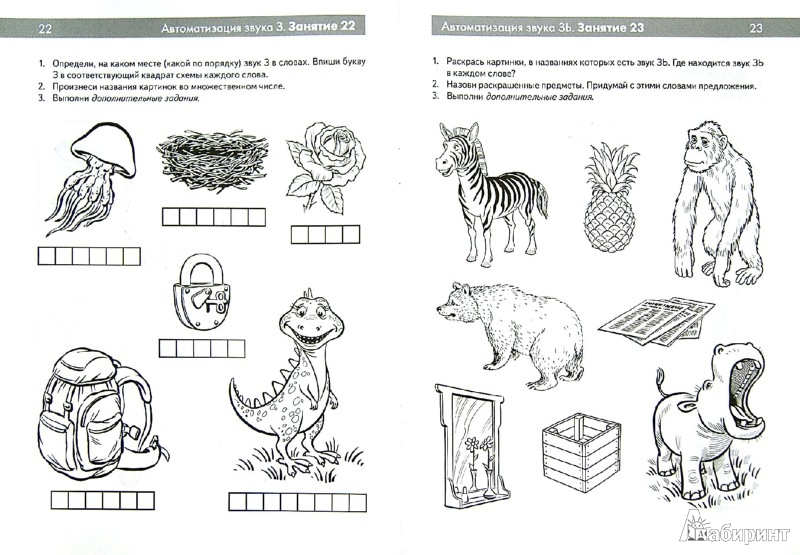 22
Автоматизация звука З. Занятие 22
1. Определи, на каком месте (какой по порядку) звук З в словах. Впиши букву
З в соответствующий квадрат схемы каждого слова.
2. Произнеси названия картинок во множественном числе.
3. Выполни дополнительные задания.
Автоматизация звука ЗЬ. Занятие 23
23
1. Раскрась картинки, в названиях которых есть звук ЗЬ. Где находится звук ЗЬ
в каждом слове?
2. Назови раскрашенные предметы. Придумай с этими словами предложения.
3. Выполни дополнительные задания.
Лабиринт